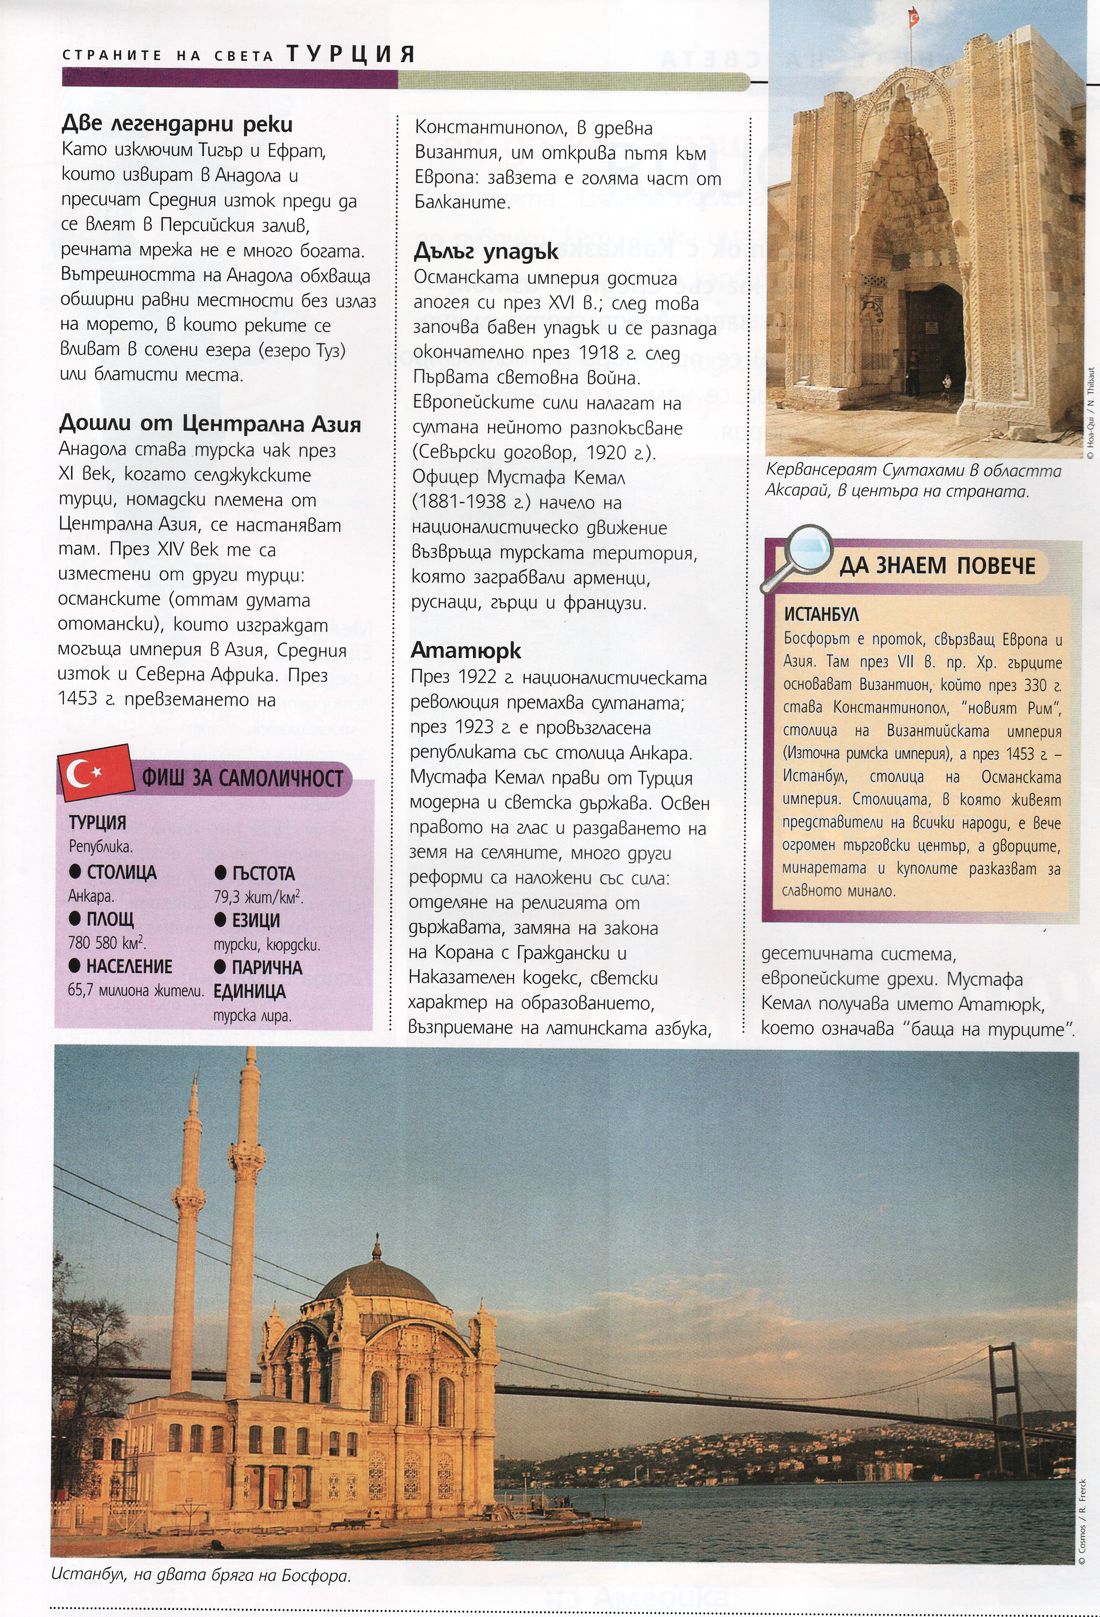 СТРАНИТЕ НА СВЕТА ТУРЦИЯ
Две легендарни реки
Като изключим Тигър и Ефрат,
които извират в Анадола и
пресичат Средния изток преди да
се влеят в Персийския залив,
речната мрежа не е много богата.
Вътрешността на Анадола обхваща
обширни равни местности без излаз
на морето, в които реките се
вливат в солени езера (езеро Туз)
или блатисти места.
Дошли от Централна Азия
Анадола става турска чак през
XI век, когато селджукските
турци, номадски племена от
Централна Азия, се настаняват
там. През XIV век те са
изместени от други турци:
османските (оттам думата
отомански), които изграждат
могъща империя в Азия, Средния
изток и Северна Африка. През
1453 г. превземането на
ФИШ ЗА САМОЛИЧНОСТ
ТУРЦИЯ
Република.
● СТОЛИЦА
Анкара.
● ПЛОЩ
780 580 км².
● НАСЕЛЕНИЕ
65,7 милиона жители.
● ГЪСТОТА
79,3 жит/км².
● ЕЗИЦИ
турски, кюрдски.
● ПАРИЧНА
ЕДИНИЦА
турска лира.
Константинопол, в древна
Византия, им открива пътя към
Европа: завзета е голяма част от
Балканите.
Дълъг упадък
Османската империя достига
апогея си през XVI в.; след това
започва бавен упадък и се разпада
окончателно през 1918 г. след
Първата световна война.
Европейските сили налагат на
султана нейното разпокъсване
(Севърски договор, 1920 г.).
Офицер Мустафа Кемал
(1881-1938 г.) начело на
националистическо движение
възвръща турската територия,
която заграбвали арменци,
руснаци, гърци и французи.
Ататюрк
През 1922 г. националистическата
революция премахва султаната;
през 1923 г. е провъзгласена
републиката със столица Анкара.
Мустафа Кемал прави от Турция
модерна и светска държава. Освен
правото на глас и раздаването на
земя на селяните, много други
реформи са наложени със сила:
отделяне на религията от
държавата, замяна на закона
на Корана с Граждански и
Наказателен кодекс, светски
характер на образованието,
възприемане на латинската азбука,
© Hoa-Qui / N. Thibaut
Кервансераят Султахами в областта
Аксарай, в центъра на страната.
ДА ЗНАЕМ ПОВЕЧЕ
ИСТАНБУЛ
Босфорът е проток, свързващ Европа и
Азия. Там през VII в. пр. Хр. гърците
основават Византион, който през 330 г.
става Константинопол, "новият Рим",
столица на Византийската империя
(Източна римска империя), а през 1453 г. –
Истанбул, столица на Османската
империя. Столицата, в която живеят
представители на всички народи, е вече
огромен търговски център, а дворците,
минаретата и куполите разказват за
славното минало.
десетичната система,
европейските дрехи. Мустафа
Кемал получава името Ататюрк,
което означава "баща на турците".
© Cosmos / R. Frerck
Истанбул, на двата бряга на Босфора.